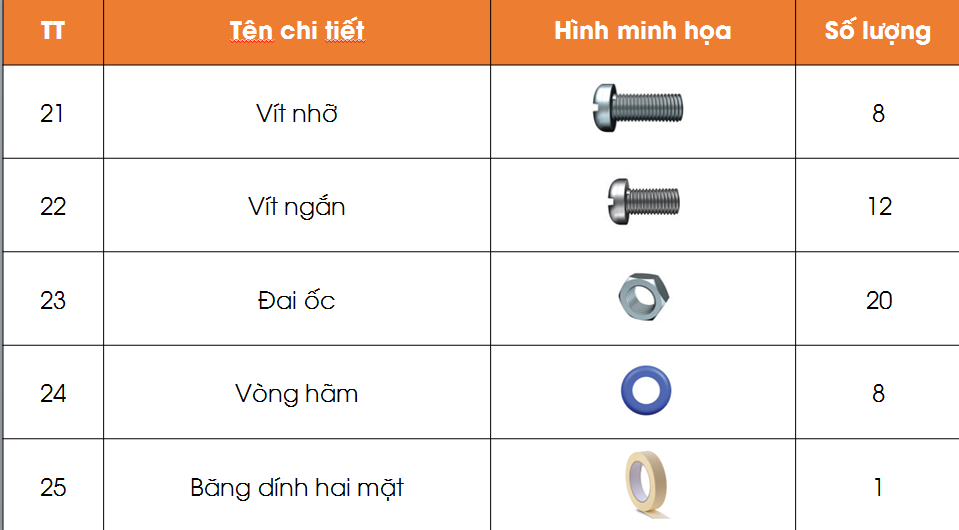 TT Tên chi tiết Hình minh họa Số lượng
21 Vít nhỡ 8
22 Vít ngắn 12
23 Đai ốc 20
24 Vòng hãm 8
25 Băng dính hai mặt 1